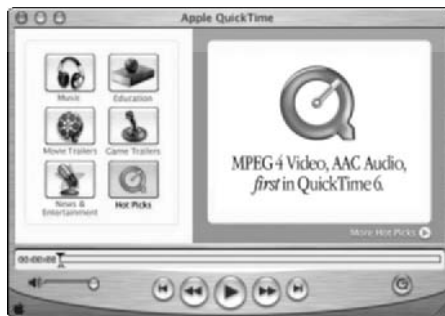 Apple QuickTime
Music
Education
Movie Trailers
Game Trailers
News &
Entertainment
Hot Picks
MPEG 4 Video, AAC Audio,
first in QuickTime 6.
More Hot Picks
00:00:00